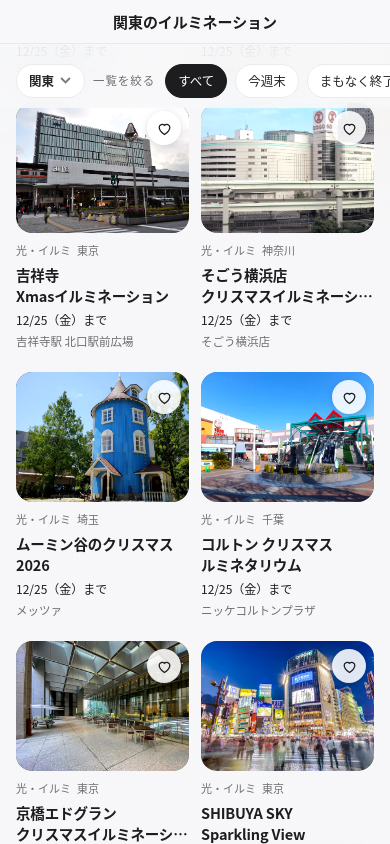 関東のイルミネーション
12/25（金）まで
12/25（金）まで
関東
一覧を絞る
すべて
今週末
まもなく終了
光・イルミ 東京
吉祥寺
Xmasイルミネーション
12/25（金）まで
吉祥寺駅 北口駅前広場
光・イルミ 神奈川
そごう横浜店
クリスマスイルミネーシ…
12/25（金）まで
そごう横浜店
光・イルミ 埼玉
ムーミン谷のクリスマス
2026
12/25（金）まで
メッツァ
光・イルミ 千葉
コルトン クリスマス
ルミネタリウム
12/25（金）まで
ニッケコルトンプラザ
光・イルミ 東京
京橋エドグラン
クリスマスイルミネーシ…
光・イルミ 東京
SHIBUYA SKY
Sparkling View